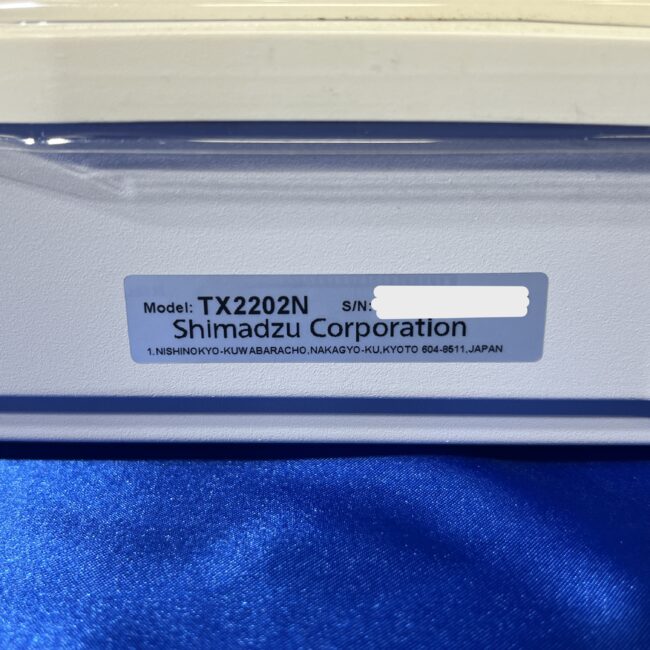 Model: TX2202N S/N:
Shimadzu Corporation
1.NISHINOKYO-KUWABARACHO,NAKAGYO-KU,KYOTO 604-8511,JAPAN